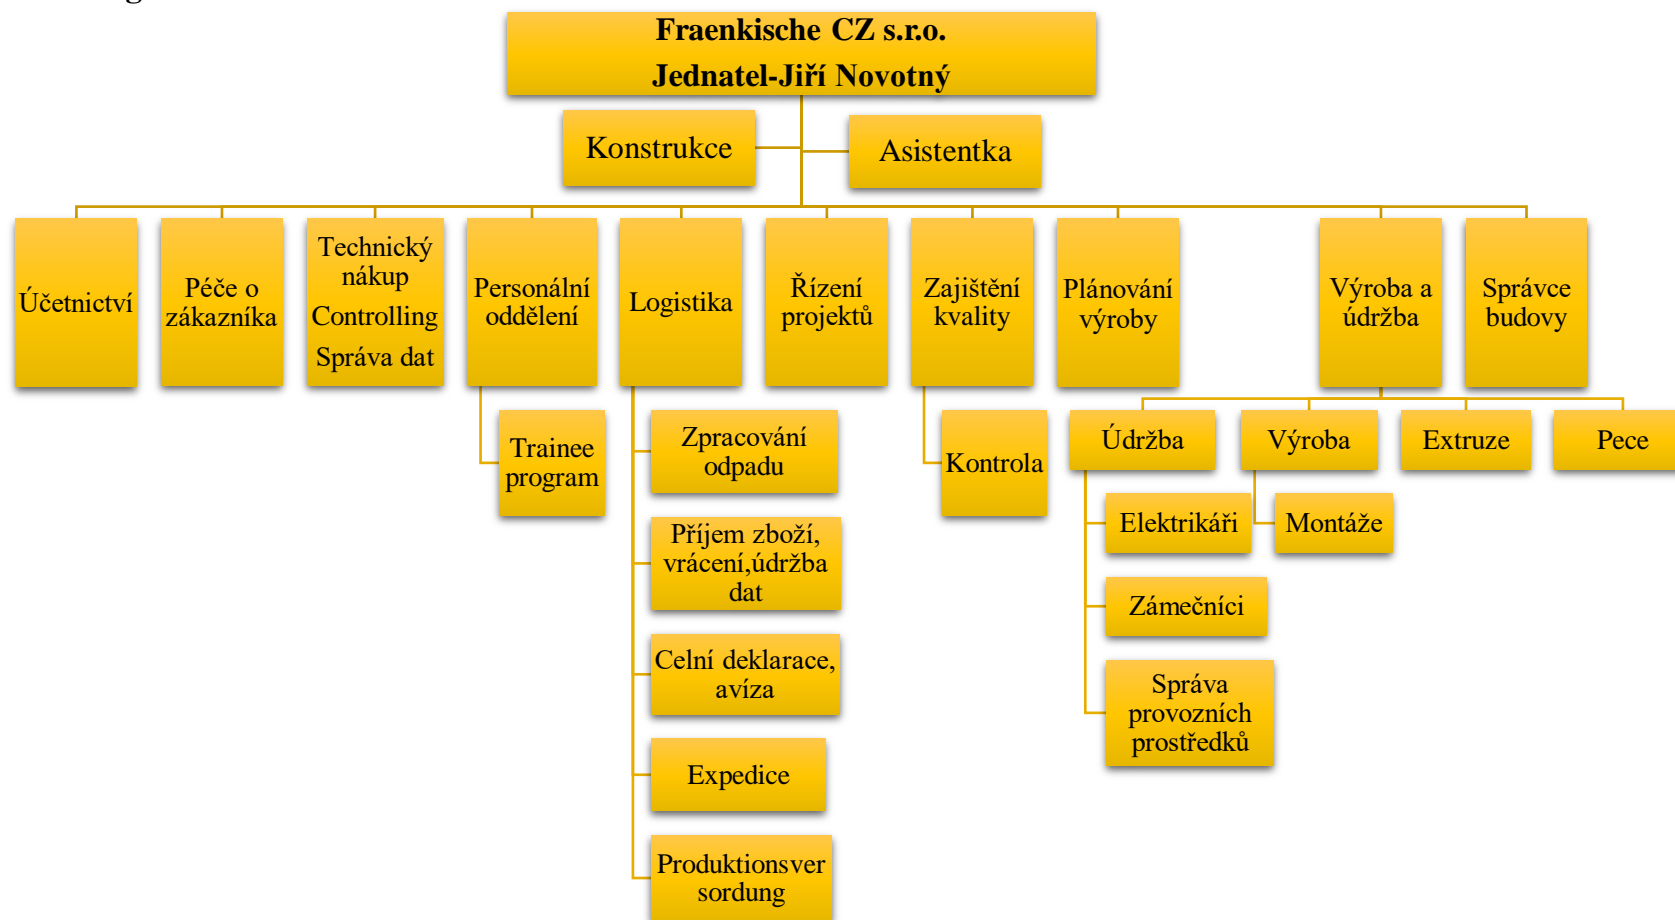 Fraenkische CZ s.r.o.
Jednatel-Jiří Novotný
Konstrukce
Asistentka
Účetnictví
Péče o
zákazníka
Technický
nákup
Controlling
Správa dat
Personální
oddělení
Logistika
Řízení
projektů
Zajištění
kvality
Plánování
výroby
Výroba a
údržba
Správce
budovy
Trainee
program
Zpracování
odpadu
Příjem zboží,
vrácení,údržba
dat
Celní deklarace,
avíza
Expedice
Produktionsver
sordung
Kontrola
Údržba
Výroba
Extruze
Pece
Elektrikáři
Zámečníci
Správa
provozních
prostředků
Montáže